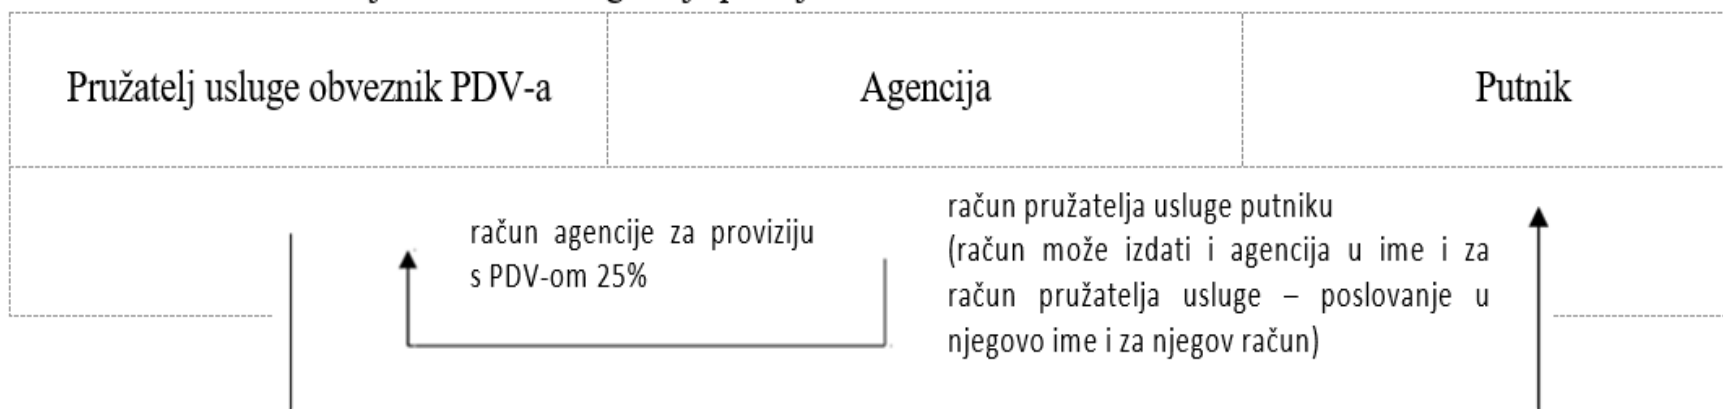 Pružatelj usluge obveznik PDV-a
Agencija
Putnik
račun agencije za proviziju
s PDV-om 25%
račun pružatelja usluge putniku
(račun može izdati i agencija u ime i za
račun pružatelja usluge – poslovanje u
njegovo ime i za njegov račun)